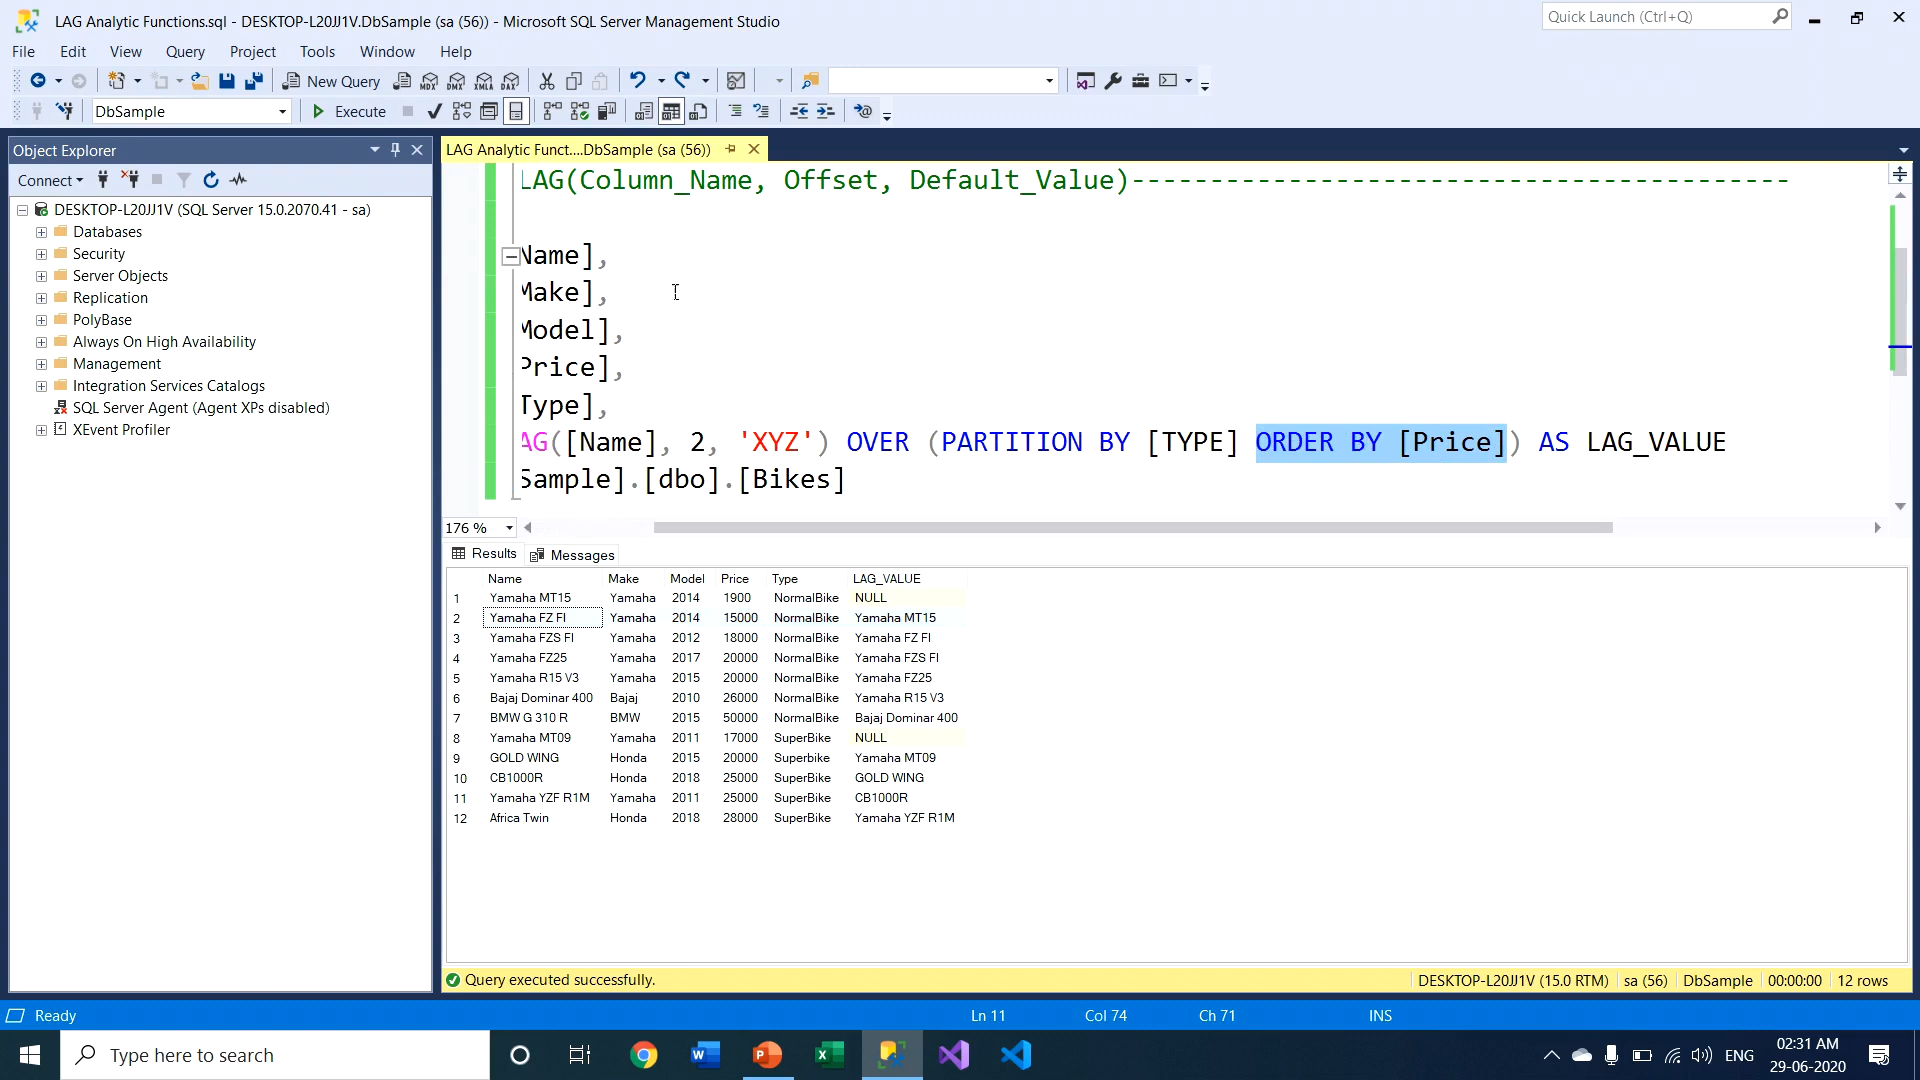 LAG Analytic Functions.sql - DESKTOP-L20JJ1V.DbSample (sa (56)) - Microsoft SQL Server Management Studio
Quick Launch (Ctrl+Q)
File Edit View Query Project Tools Window Help
New Query MDX DMX XMLA DAX
DbSample Execute
Object Explorer
Connect
DESKTOP-L20JJ1V (SQL Server 15.0.2070.41 - sa)
Databases
Security
Server Objects
Replication
PolyBase
Always On High Availability
Management
Integration Services Catalogs
SQL Server Agent (Agent XPs disabled)
XEvent Profiler
LAG Analytic Funct....DbSample (sa (56))
LAG(Column_Name, Offset, Default_Value)------------------------------------------
Name],
Make],
Model],
Price],
Type],
AG([Name], 2, 'XYZ') OVER (PARTITION BY [TYPE] ORDER BY [Price]) AS LAG_VALUE
Sample].[dbo].[Bikes]
176 %
Results Messages
Name Make Model Price Type LAG_VALUE
1 Yamaha MT15 Yamaha 2014 1900 NormalBike NULL
2 Yamaha FZ FI Yamaha 2014 15000 NormalBike Yamaha MT15
3 Yamaha FZS FI Yamaha 2012 18000 NormalBike Yamaha FZ FI
4 Yamaha FZ25 Yamaha 2017 20000 NormalBike Yamaha FZS FI
5 Yamaha R15 V3 Yamaha 2015 20000 NormalBike Yamaha FZ25
6 Bajaj Dominar 400 Bajaj 2010 26000 NormalBike Yamaha R15 V3
7 BMW G 310 R BMW 2015 50000 NormalBike Bajaj Dominar 400
8 Yamaha MT09 Yamaha 2011 17000 SuperBike NULL
9 GOLD WING Honda 2015 20000 Superbike Yamaha MT09
10 CB1000R Honda 2018 25000 SuperBike GOLD WING
11 Yamaha YZF R1M Yamaha 2011 25000 SuperBike CB1000R
12 Africa Twin Honda 2018 28000 SuperBike Yamaha YZF R1M
Query executed successfully. DESKTOP-L20JJ1V (15.0 RTM) sa (56) DbSample 00:00:00 12 rows
Ready Ln 11 Col 74 Ch 71 INS
Type here to search
ENG
02:31 AM
29-06-2020